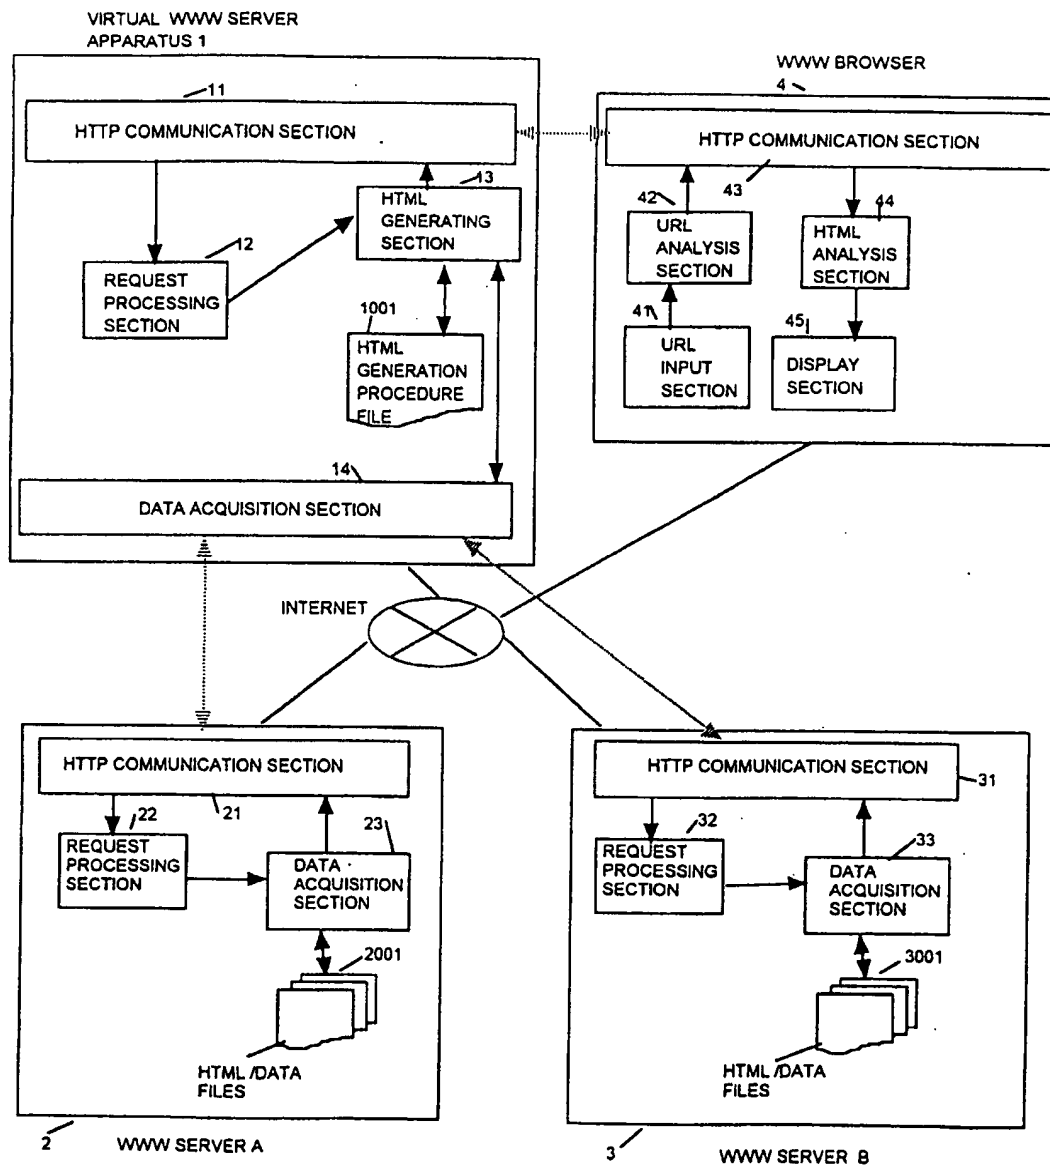 VIRTUAL WWW SERVER
APPARATUS 1
11
HTTP COMMUNICATION SECTION
13
HTML
GENERATING
SECTION
12
REQUEST
PROCESSING
SECTION
1001
HTML
GENERATION
PROCEDURE
FILE
14
DATA ACQUISITION SECTION
WWW BROWSER
4
HTTP COMMUNICATION SECTION
43
42
URL
ANALYSIS
SECTION
44
HTML
ANALYSIS
SECTION
41
URL
INPUT
SECTION
45
DISPLAY
SECTION
INTERNET
HTTP COMMUNICATION SECTION
21
22
REQUEST
PROCESSING
SECTION
23
DATA
ACQUISITION
SECTION
2001
HTML /DATA
FILES
2
WWW SERVER A
HTTP COMMUNICATION SECTION
31
32
REQUEST
PROCESSING
SECTION
33
DATA
ACQUISITION
SECTION
3001
HTML /DATA
FILES
3
WWW SERVER B